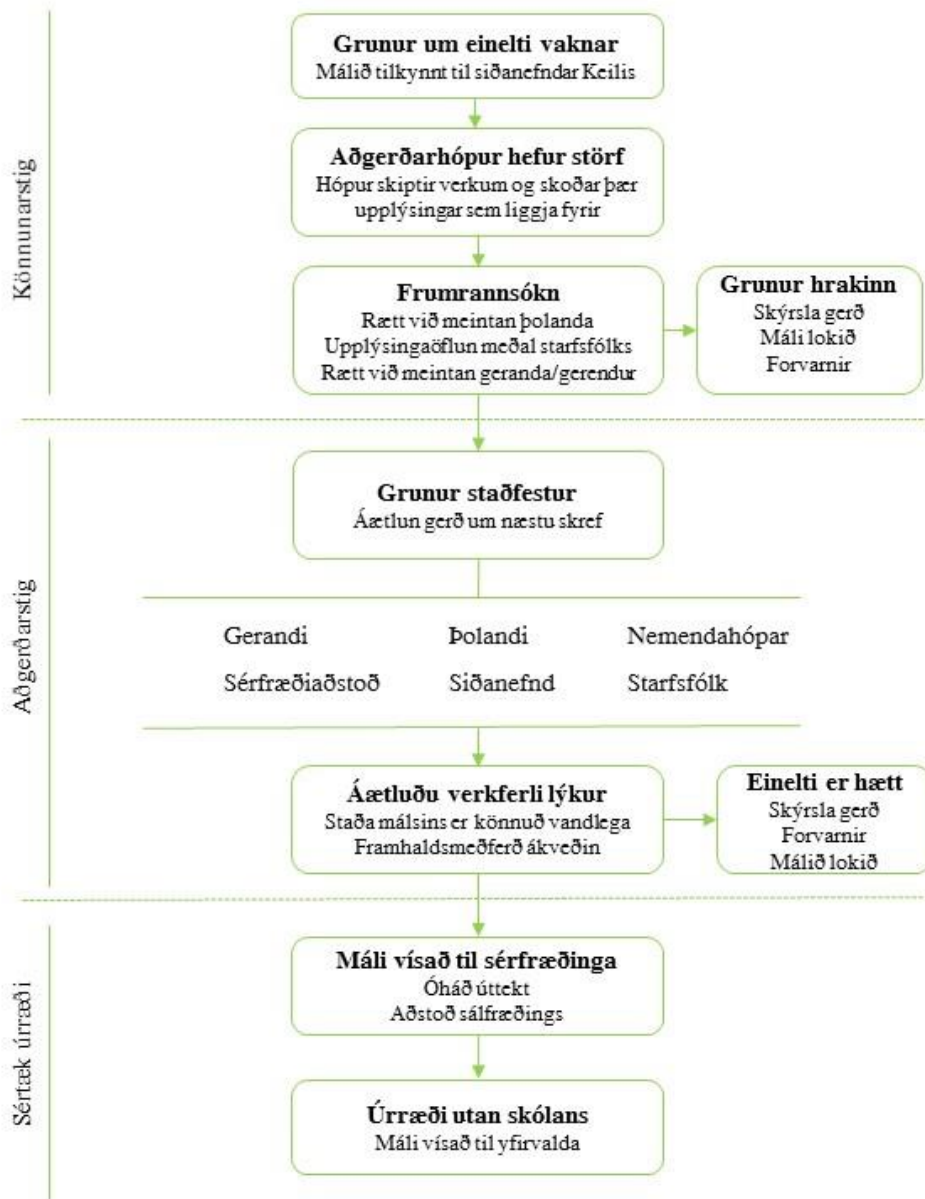 Könnunarstig
Grunur um einelti vaknar
Málið tilkynnt til siðanefndar Keilis
Aðgerðarhópur hefur störf
Hópur skiptir verkum og skoðar þær
upplýsingar sem liggja fyrir
Frumrannsókn
Rætt við meintan þolanda
Upplýsingaöflun meðal starfsfólks
Rætt við meintan geranda/gerendur
Grunur hrakinn
Skýrsla gerð
Máli lokið
Forvarnir
Aðgerðarstig
Grunur staðfestur
Áætlun gerð um næstu skref
Gerandi
Þolandi
Nemendahópar
Sérfræðiaðstoð
Siðanefnd
Starfsfólk
Áætluðu verkferli lýkur
Staða málsins er könnuð vandlega
Framhaldsmeðferð ákveðin
Einelti er hætt
Skýrsla gerð
Forvarnir
Málið lokið
Sértæk úrræði
Máli vísað til sérfræðinga
Óháð úttekt
Aðstoð sálfræðings
Úrræði utan skólans
Máli vísað til yfirvalda